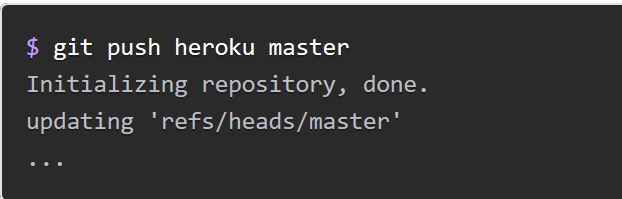 $ git push heroku master
Initializing repository, done.
updating 'refs/heads/master'
...